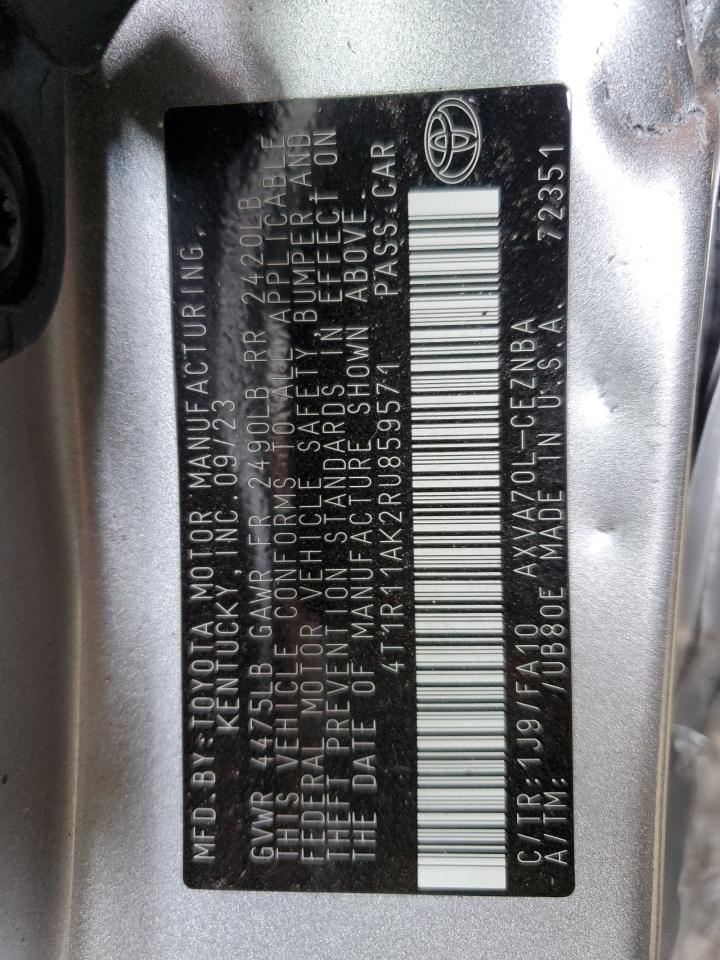 MFD BY: TOYOTA MOTOR MANUFACTURING,
KENTUCKY, INC. 09/23
GVWR 4475LB GAWR FR 2490LB RR 2420LB
THIS VEHICLE CONFORMS TO ALL APPLICABLE
FEDERAL MOTOR VEHICLE SAFETY, BUMPER AND
THEFT PREVENTION STANDARDS IN EFFECT ON
THE DATE OF MANUFACTURE SHOWN ABOVE.
4T1R11AK2RU859571 PASS CAR
C/TR: 1J9/FA10 AXVA70L-CEZNBA
A/TM: /UB80E MADE IN U.S.A. 72351